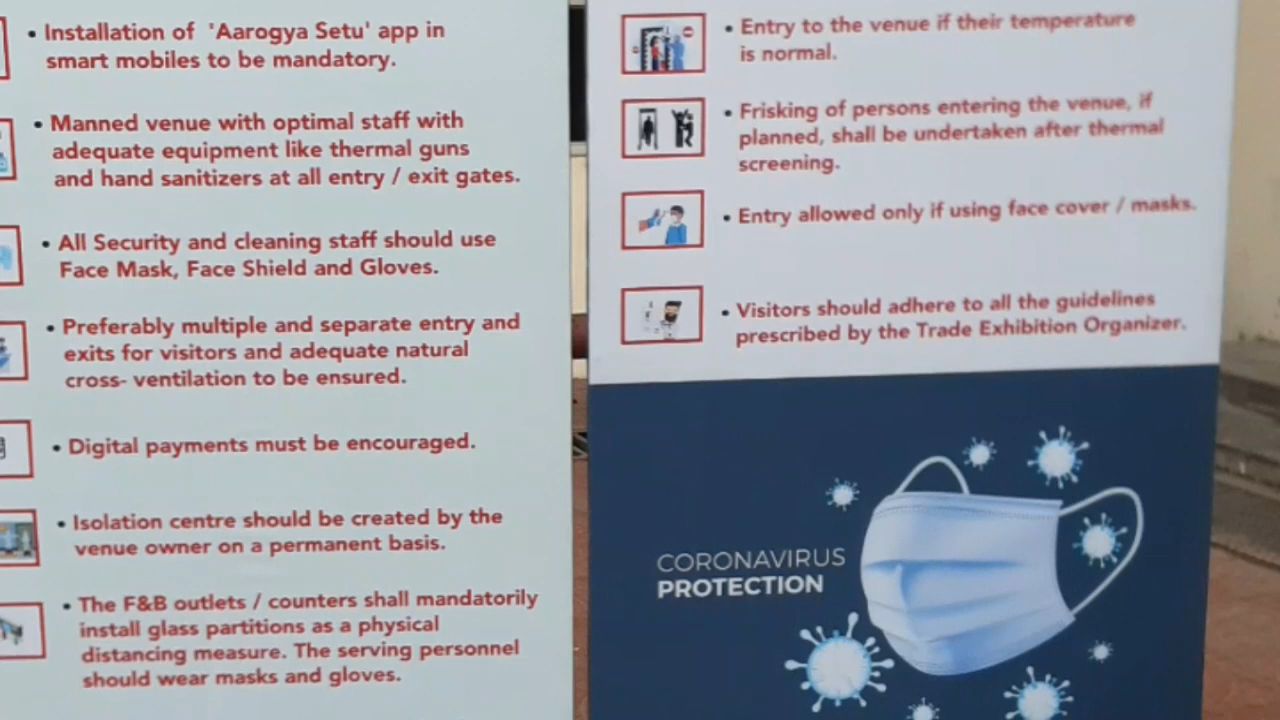 • Installation of 'Aarogya Setu' app in
smart mobiles to be mandatory.
• Manned venue with optimal staff with
adequate equipment like thermal guns
and hand sanitizers at all entry / exit gates.
• All Security and cleaning staff should use
Face Mask, Face Shield and Gloves.
• Preferably multiple and separate entry and
exits for visitors and adequate natural
cross- ventilation to be ensured.
• Digital payments must be encouraged.
• Isolation centre should be created by the
venue owner on a permanent basis.
• The F&B outlets / counters shall mandatorily
install glass partitions as a physical
distancing measure. The serving personnel
should wear masks and gloves.
• Entry to the venue if their temperature
is normal.
• Frisking of persons entering the venue, if
planned, shall be undertaken after thermal
screening.
• Entry allowed only if using face cover / masks.
• Visitors should adhere to all the guidelines
prescribed by the Trade Exhibition Organizer.
CORONAVIRUS
PROTECTION